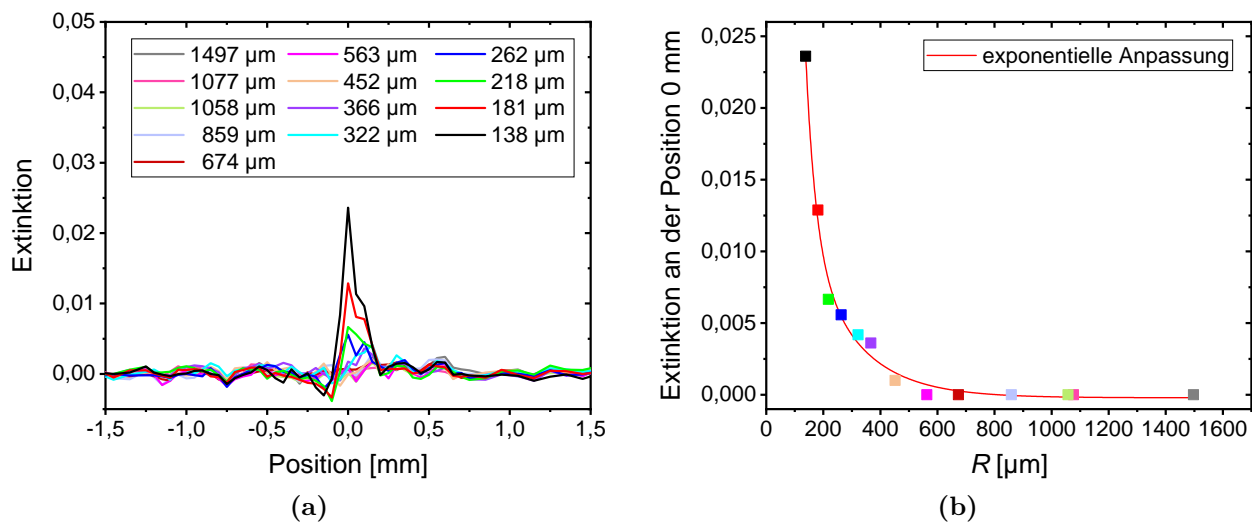 0,05
0,04
0,03
0,02
0,01
0,00
Extinktion
1497 µm
1077 µm
1058 µm
859 µm
674 µm
563 µm
452 µm
366 µm
322 µm
262 µm
218 µm
181 µm
138 µm
-1,5 -1,0 -0,5 0,0 0,5 1,0 1,5
Position [mm]
(a)
0,025
0,020
0,015
0,010
0,005
0,000
Extinktion an der Position 0 mm
exponentielle Anpassung
0 200 400 600 800 1000 1200 1400 1600
R [µm]
(b)